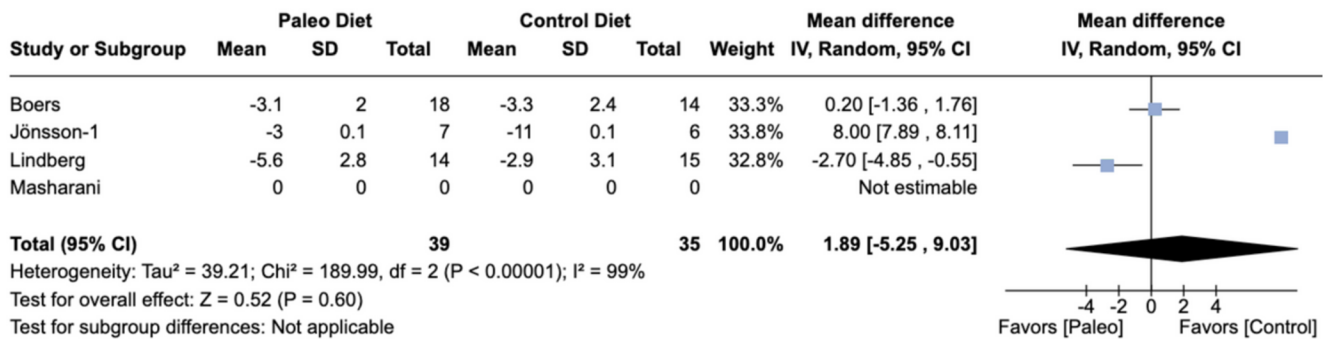 Paleo Diet Control Diet Mean difference Mean difference
Study or Subgroup Mean SD Total Mean SD Total Weight IV, Random, 95% CI IV, Random, 95% CI
Boers -3.1 2 18 -3.3 2.4 14 33.3% 0.20 [-1.36 , 1.76]
Jönsson-1 -3 0.1 7 -11 0.1 6 33.8% 8.00 [7.89 , 8.11]
Lindberg -5.6 2.8 14 -2.9 3.1 15 32.8% -2.70 [-4.85 , -0.55]
Masharani 0 0 0 0 0 0 Not estimable
Total (95% CI) 39 35 100.0% 1.89 [-5.25 , 9.03]
Heterogeneity: Tau² = 39.21; Chi² = 189.99, df = 2 (P < 0.00001); I² = 99%
Test for overall effect: Z = 0.52 (P = 0.60)
Test for subgroup differences: Not applicable
-4 -2 0 2 4
Favors [Paleo] Favors [Control]